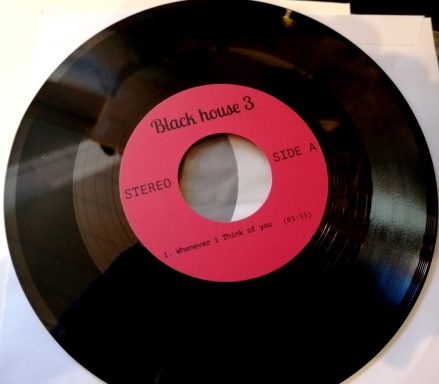 Black house 3
STEREO
SIDE A
1. Whenever i Think of you (03:33)